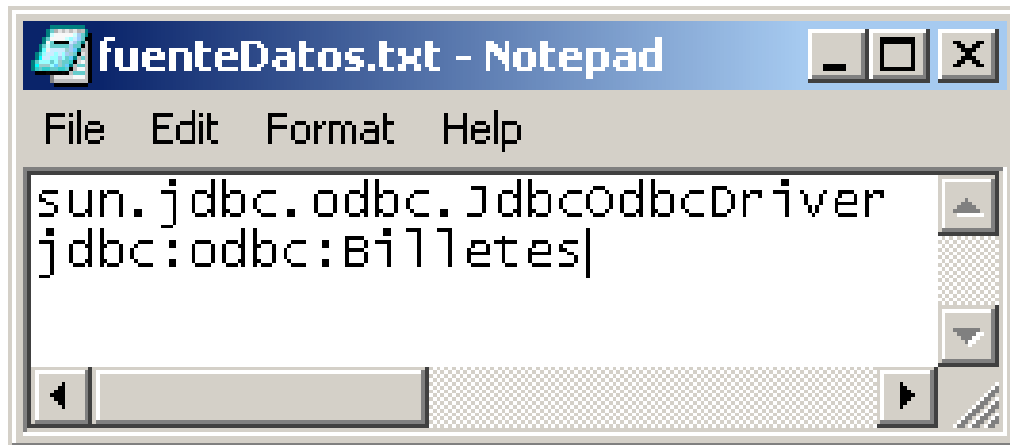 fuenteDatos.txt - Notepad
File Edit Format Help
sun.jdbc.odbc.JdbcOdbcDriver
jdbc:odbc:Billetes